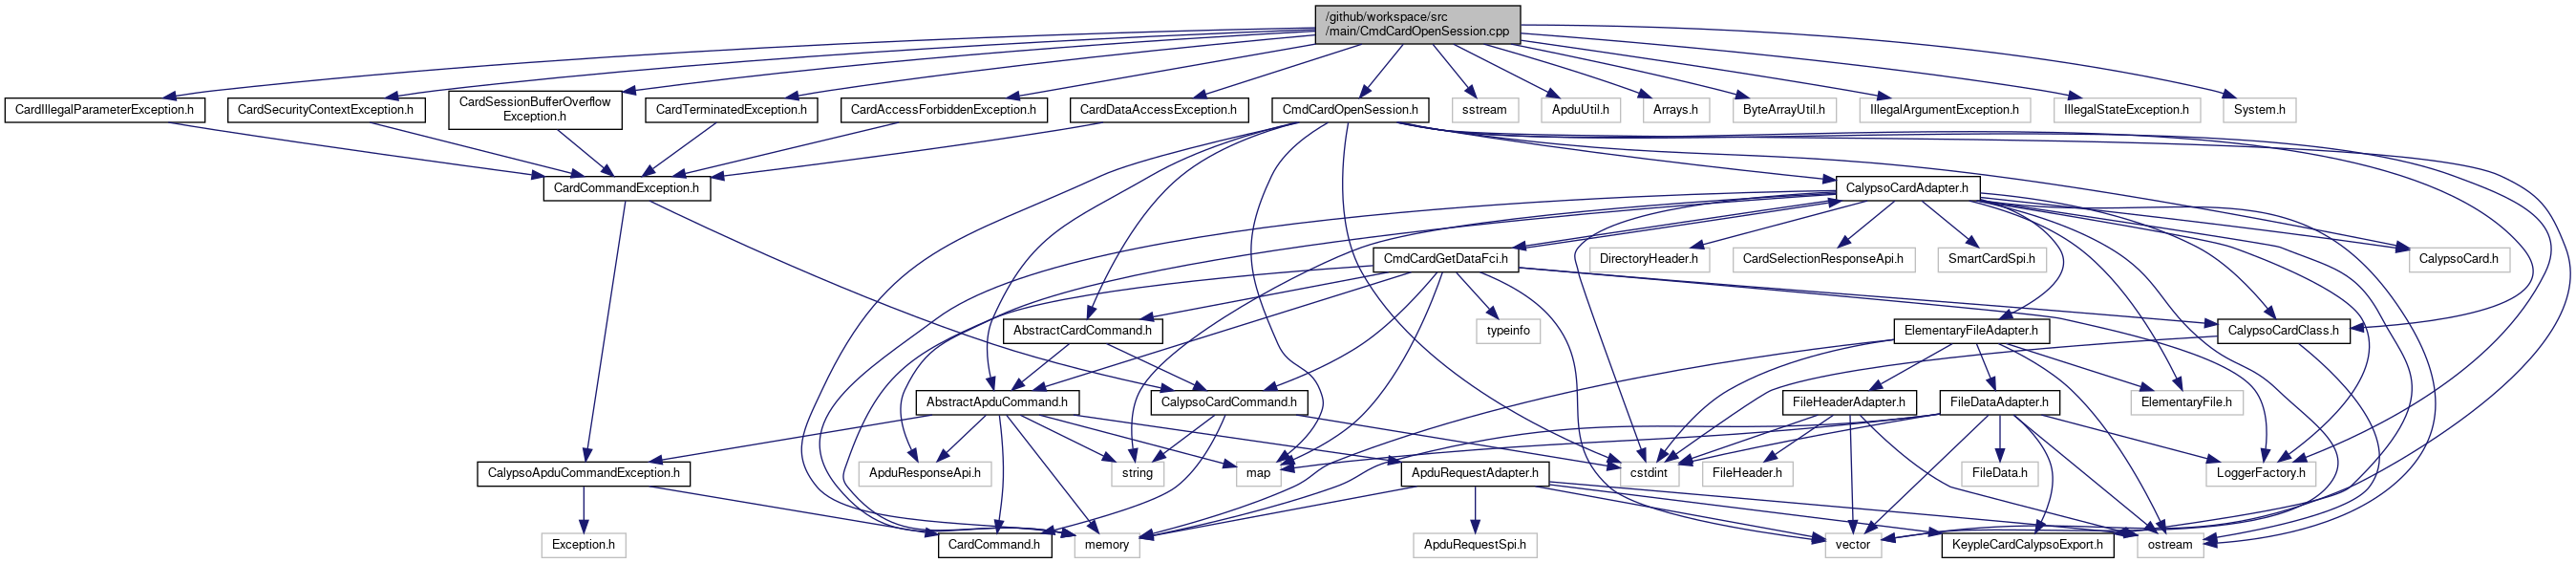 /github/workspace/src
/main/CmdCardOpenSession.cpp
CardIllegalParameterException.h
CardSecurityContextException.h
CardSessionBufferOverflow
Exception.h
CardTerminatedException.h
CardAccessForbiddenException.h
CardDataAccessException.h
CmdCardOpenSession.h
sstream
ApduUtil.h
Arrays.h
ByteArrayUtil.h
IllegalArgumentException.h
IllegalStateException.h
System.h
CardCommandException.h
CalypsoCardAdapter.h
CmdCardGetDataFci.h
DirectoryHeader.h
CardSelectionResponseApi.h
SmartCardSpi.h
CalypsoCard.h
AbstractCardCommand.h
typeinfo
ElementaryFileAdapter.h
CalypsoCardClass.h
AbstractApduCommand.h
CalypsoCardCommand.h
FileHeaderAdapter.h
FileDataAdapter.h
ElementaryFile.h
CalypsoApduCommandException.h
ApduResponseApi.h
string
map
ApduRequestAdapter.h
cstdint
FileHeader.h
FileData.h
LoggerFactory.h
Exception.h
CardCommand.h
memory
ApduRequestSpi.h
vector
KeypleCardCalypsoExport.h
ostream